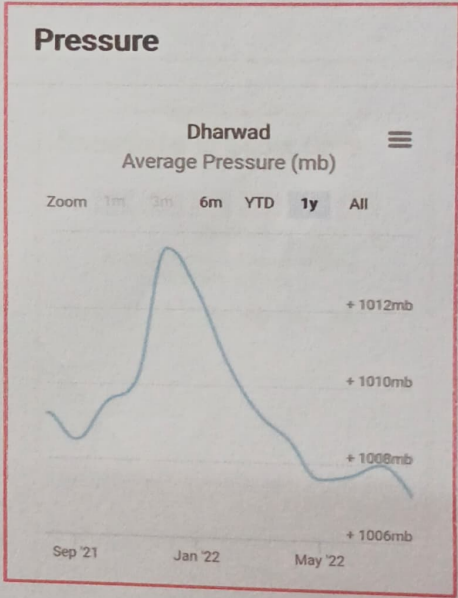 Pressure
Dharwad
Average Pressure (mb)
Zoom 1m 3m 6m YTD 1y All
+ 1012mb
+ 1010mb
+ 1008mb
+ 1006mb
Sep '21 Jan '22 May '22